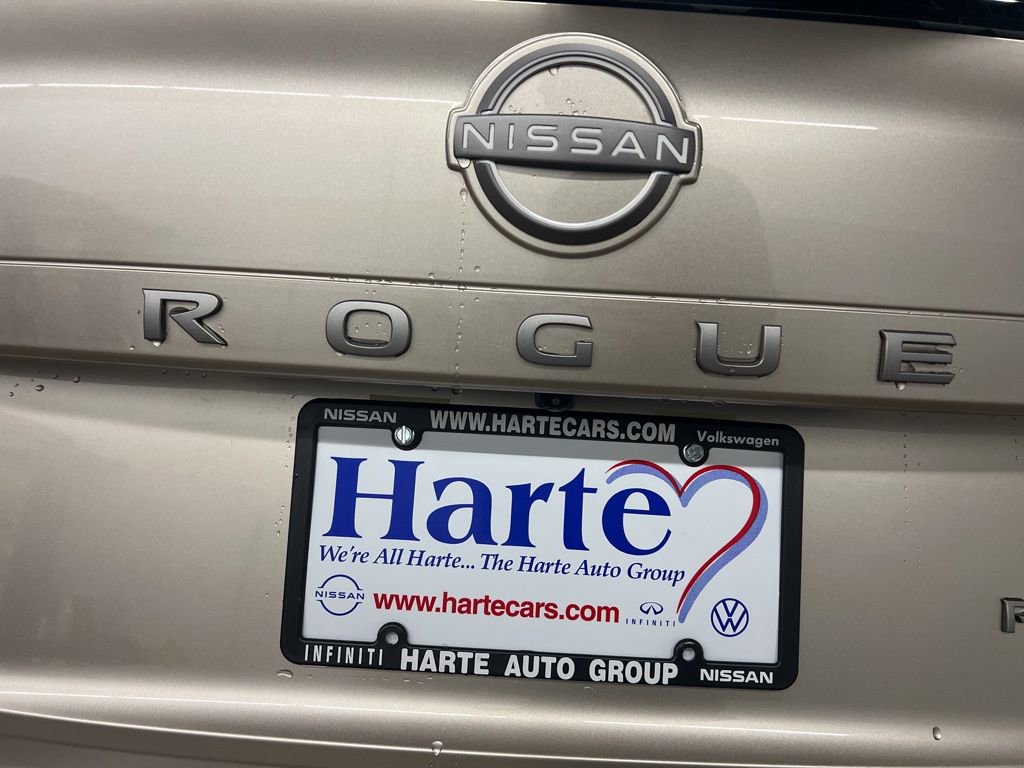 NISSAN
ROGUE
NISSAN WWW.HARTECARS.COM Volkswagen
Harte
We're All Harte... The Harte Auto Group
NISSAN www.hartecars.com INFINITI
INFINITI HARTE AUTO GROUP NISSAN